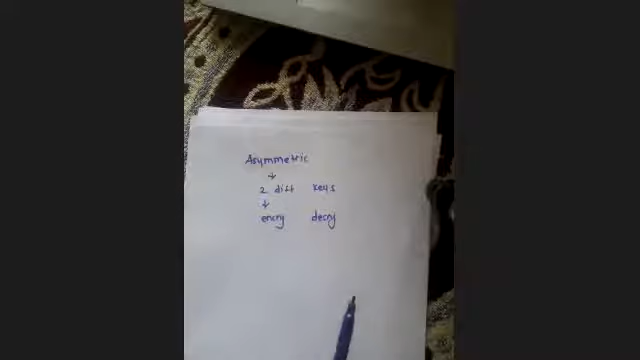 Asymmetric
↓
2 diff keys
↓
encry decry